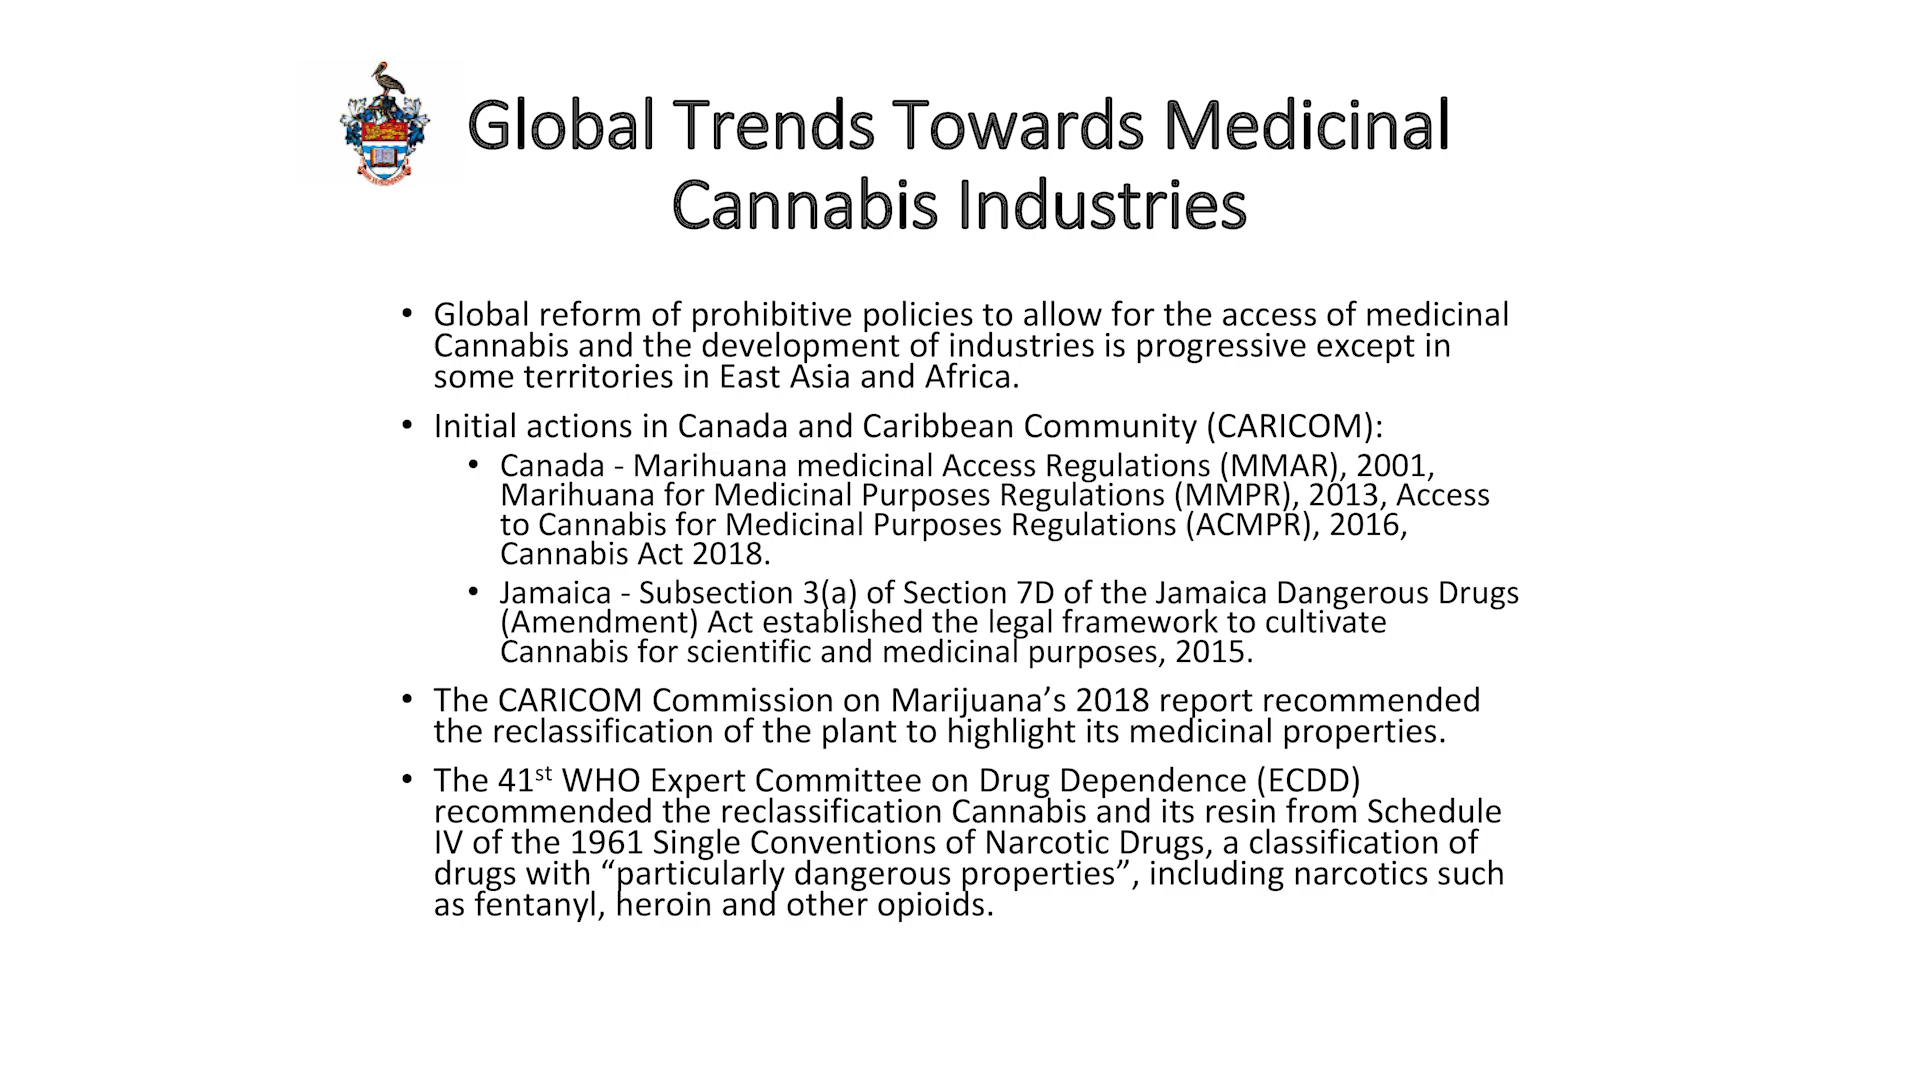 Global Trends Towards Medicinal
Cannabis Industries
• Global reform of prohibitive policies to allow for the access of medicinal
Cannabis and the development of industries is progressive except in
some territories in East Asia and Africa.
• Initial actions in Canada and Caribbean Community (CARICOM):
• Canada - Marihuana medicinal Access Regulations (MMAR), 2001,
Marihuana for Medicinal Purposes Regulations (MMPR), 2013, Access
to Cannabis for Medicinal Purposes Regulations (ACMPR), 2016,
Cannabis Act 2018.
• Jamaica - Subsection 3(a) of Section 7D of the Jamaica Dangerous Drugs
(Amendment) Act established the legal framework to cultivate
Cannabis for scientific and medicinal purposes, 2015.
• The CARICOM Commission on Marijuana’s 2018 report recommended
the reclassification of the plant to highlight its medicinal properties.
• The 41st WHO Expert Committee on Drug Dependence (ECDD)
recommended the reclassification Cannabis and its resin from Schedule
IV of the 1961 Single Conventions of Narcotic Drugs, a classification of
drugs with “particularly dangerous properties”, including narcotics such
as fentanyl, heroin and other opioids.